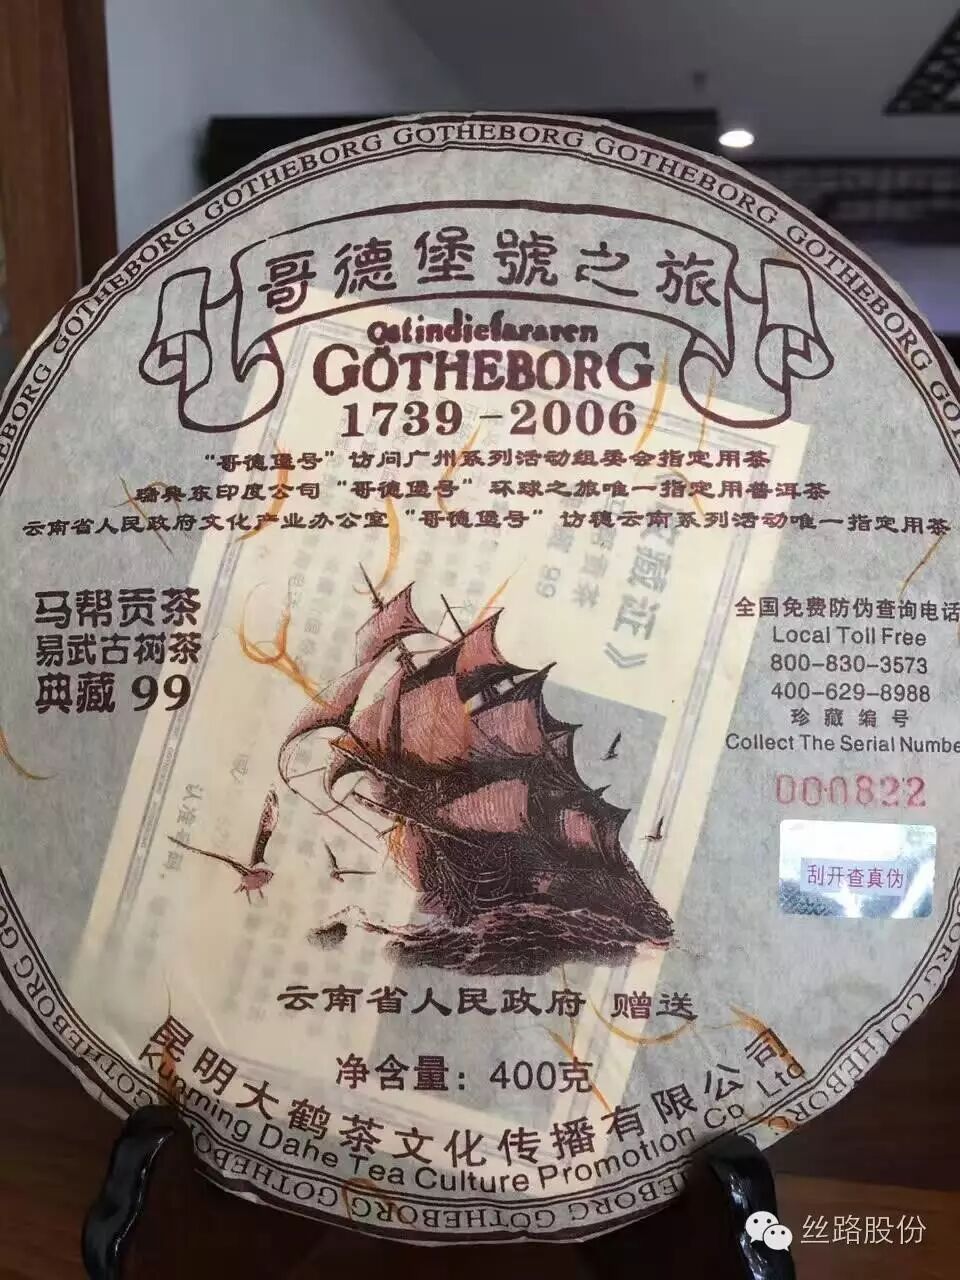 GOTHEBORG GOTHEBORG GOTHEBORG GOTHEBORG GOTHEBORG GOTHEBORG
哥德堡號之旅
Ostindiefararen
GÖTHEBORG
1739-2006
“哥德堡号”访问广州系列活动组委会指定用茶
瑞典东印度公司“哥德堡号”环球之旅唯一指定用普洱茶
云南省人民政府文化产业办公室“哥德堡号”访魏云南系列活动唯一指定用茶
马帮贡茶
易武古树茶
典藏 99
全国免费防伪查询电话
Local Toll Free
800-830-3573
400-629-8988
珍藏编号
Collect The Serial Numbe
000822
刮开查真伪
收藏证》
云南省人民政府 赠送
净含量：400克
昆明大鹤茶文化传播有限公司
Kunming Dahe Tea Culture Promotion Co.,Ltd
丝路股份